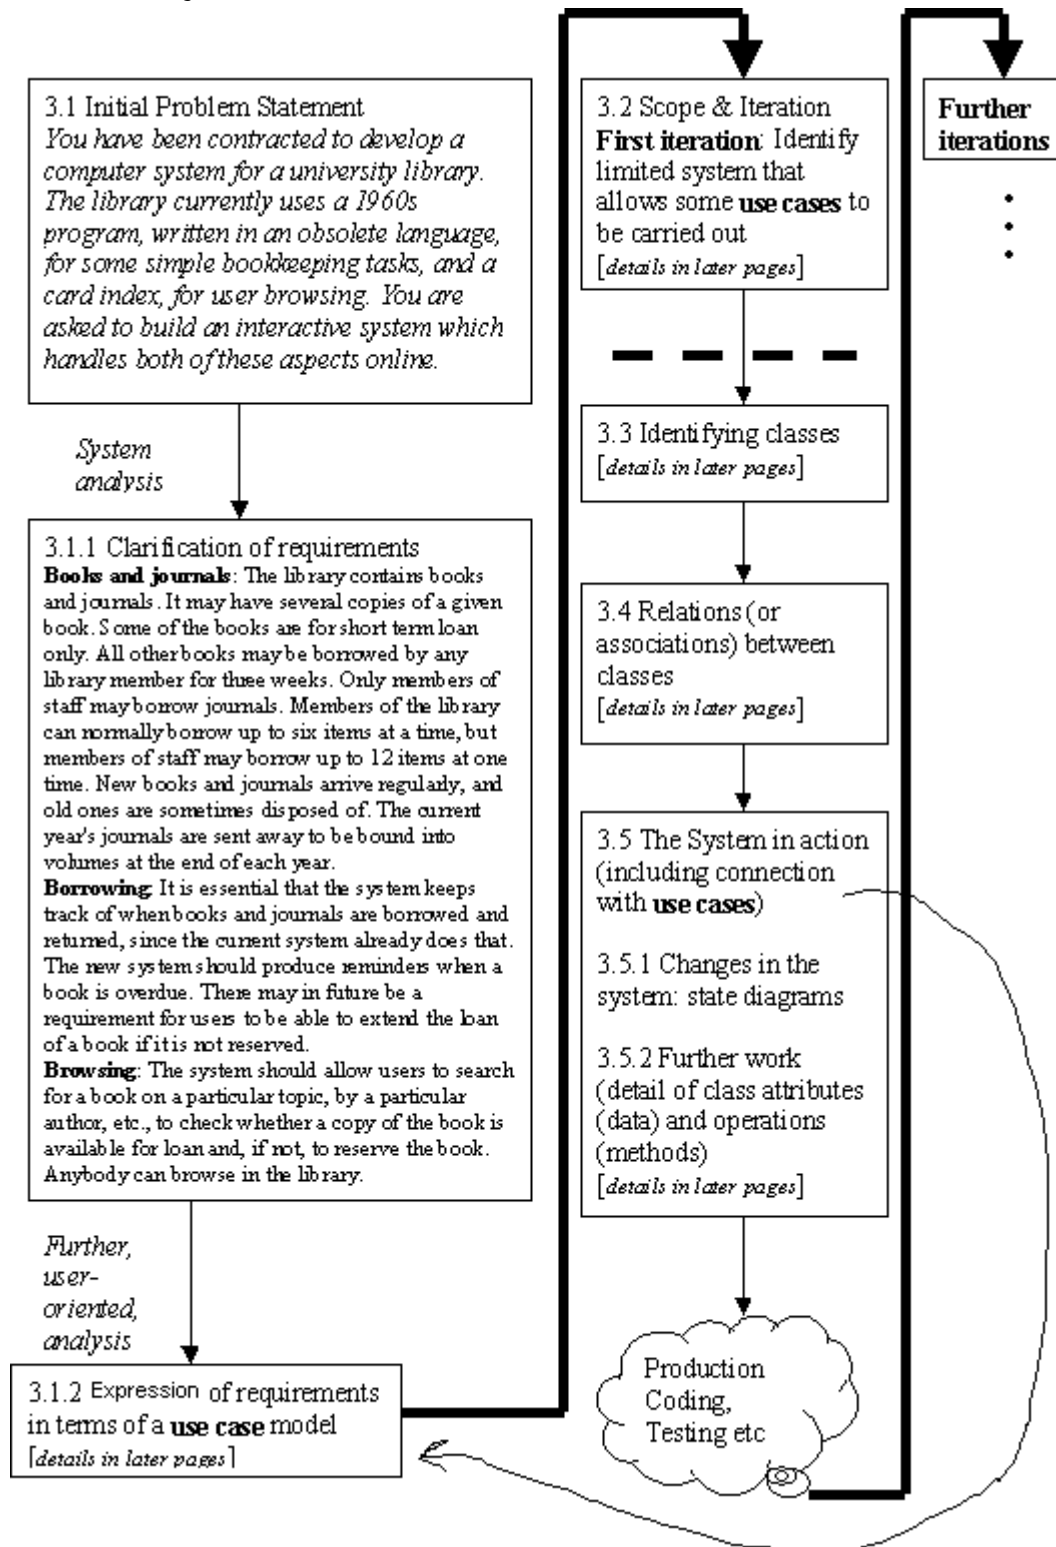 3.1 Initial Problem Statement
You have been contracted to develop a
computer system for a university library.
The library currently uses a 1960s
program, written in an obsolete language,
for some simple bookkeeping tasks, and a
card index, for user browsing. You are
asked to build an interactive system which
handles both of these aspects online.
System
analysis
3.1.1 Clarification of requirements
Books and journals: The library contains books
and journals. It may have several copies of a given
book. Some of the books are for short term loan
only. All other books may be borrowed by any
library member for three weeks. Only members of
staff may borrow journals. Members of the library
can normally borrow up to six items at a time, but
members of staff may borrow up to 12 items at one
time. New books and journals arrive regularly, and
old ones are sometimes disposed of. The current
year's journals are sent away to be bound into
volumes at the end of each year.
Borrowing: It is essential that the system keeps
track of when books and journals are borrowed and
returned, since the current system already does that.
The new system should produce reminders when a
book is overdue. There may in future be a
requirement for users to be able to extend the loan
of a book if it is not reserved.
Browsing: The system should allow users to search
for a book on a particular topic, by a particular
author, etc., to check whether a copy of the book is
available for loan and, if not, to reserve the book.
Anybody can browse in the library.
Further,
user-
oriented,
analysis
3.1.2 Expression of requirements
in terms of a use case model
[details in later pages]
3.2 Scope & Iteration
First iteration: Identify
limited system that
allows some use cases to
be carried out
[details in later pages]
3.3 Identifying classes
[details in later pages]
3.4 Relations (or
associations) between
classes
[details in later pages]
3.5 The System in action
(including connection
with use cases)
3.5.1 Changes in the
system: state diagrams
3.5.2 Further work
(detail of class attributes
(data) and operations
(methods)
[details in later pages]
Production
Coding,
Testing etc
Further
iterations